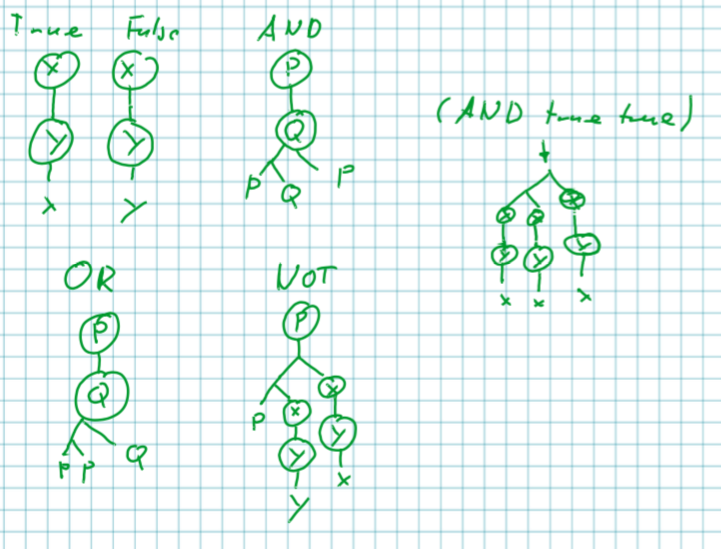 True False AND
X X P
Y Y Q
x y P Q P
(AND true true)
x x x
y y y
x x x
OR NOT
P P
Q P x x
P P Q y y
y x